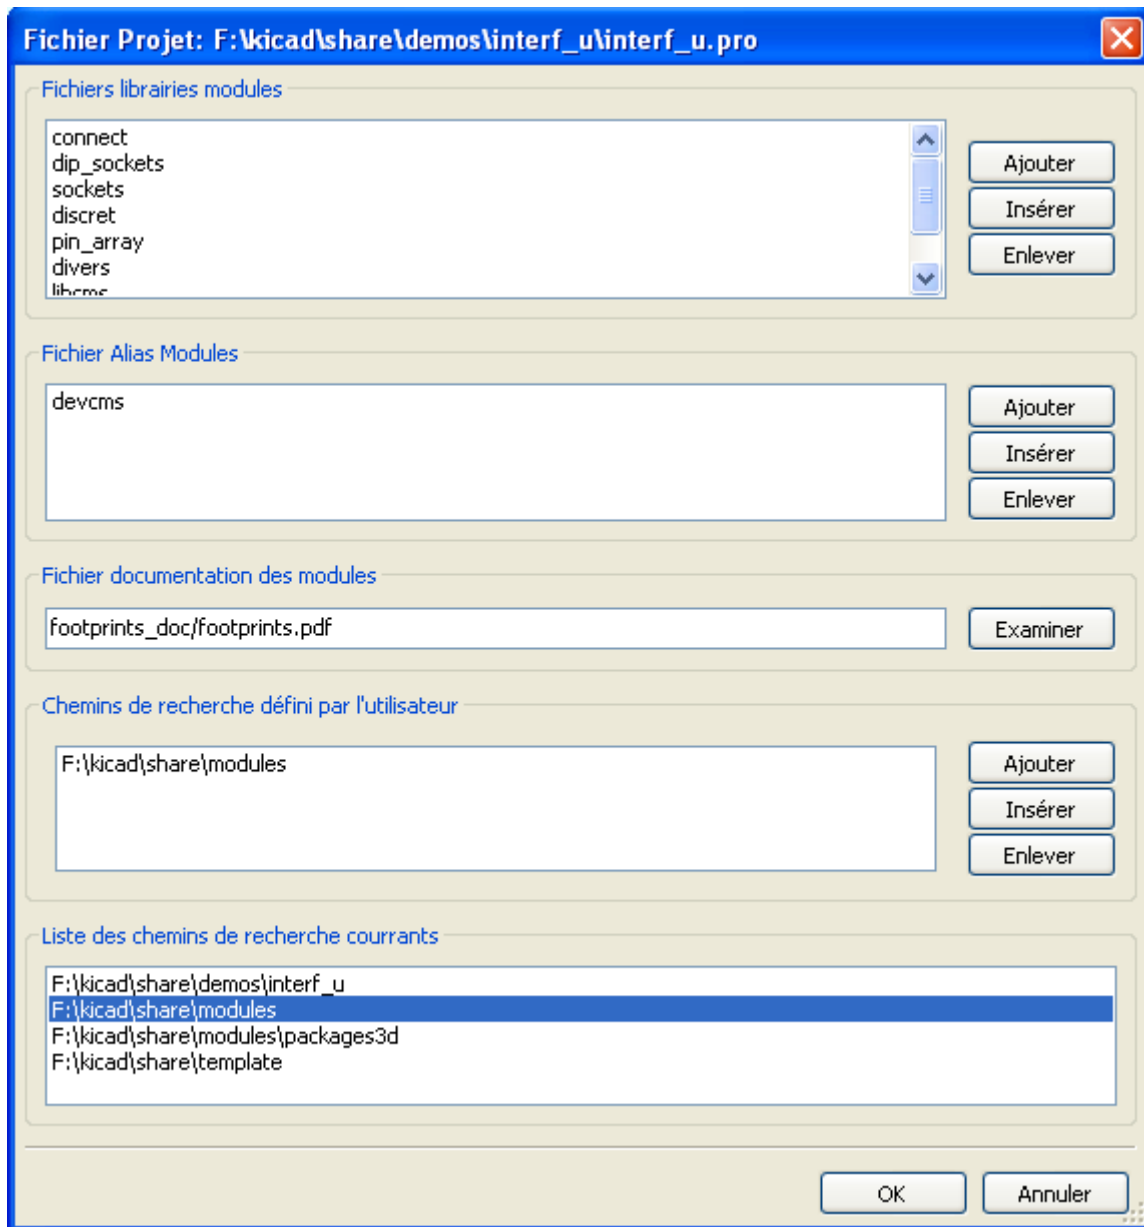 Fichier Projet: F:\kicad\share\demos\interf_u\interf_u.pro
Fichiers librairies modules
connect
dip_sockets
sockets
discret
pin_array
divers
libcms
Ajouter
Insérer
Enlever
Fichier Alias Modules
devcms
Ajouter
Insérer
Enlever
Fichier documentation des modules
footprints_doc/footprints.pdf
Examiner
Chemins de recherche défini par l'utilisateur
F:\kicad\share\modules
Ajouter
Insérer
Enlever
Liste des chemins de recherche courrants
F:\kicad\share\demos\interf_u
F:\kicad\share\modules
F:\kicad\share\modules\packages3d
F:\kicad\share\template
OK
Annuler